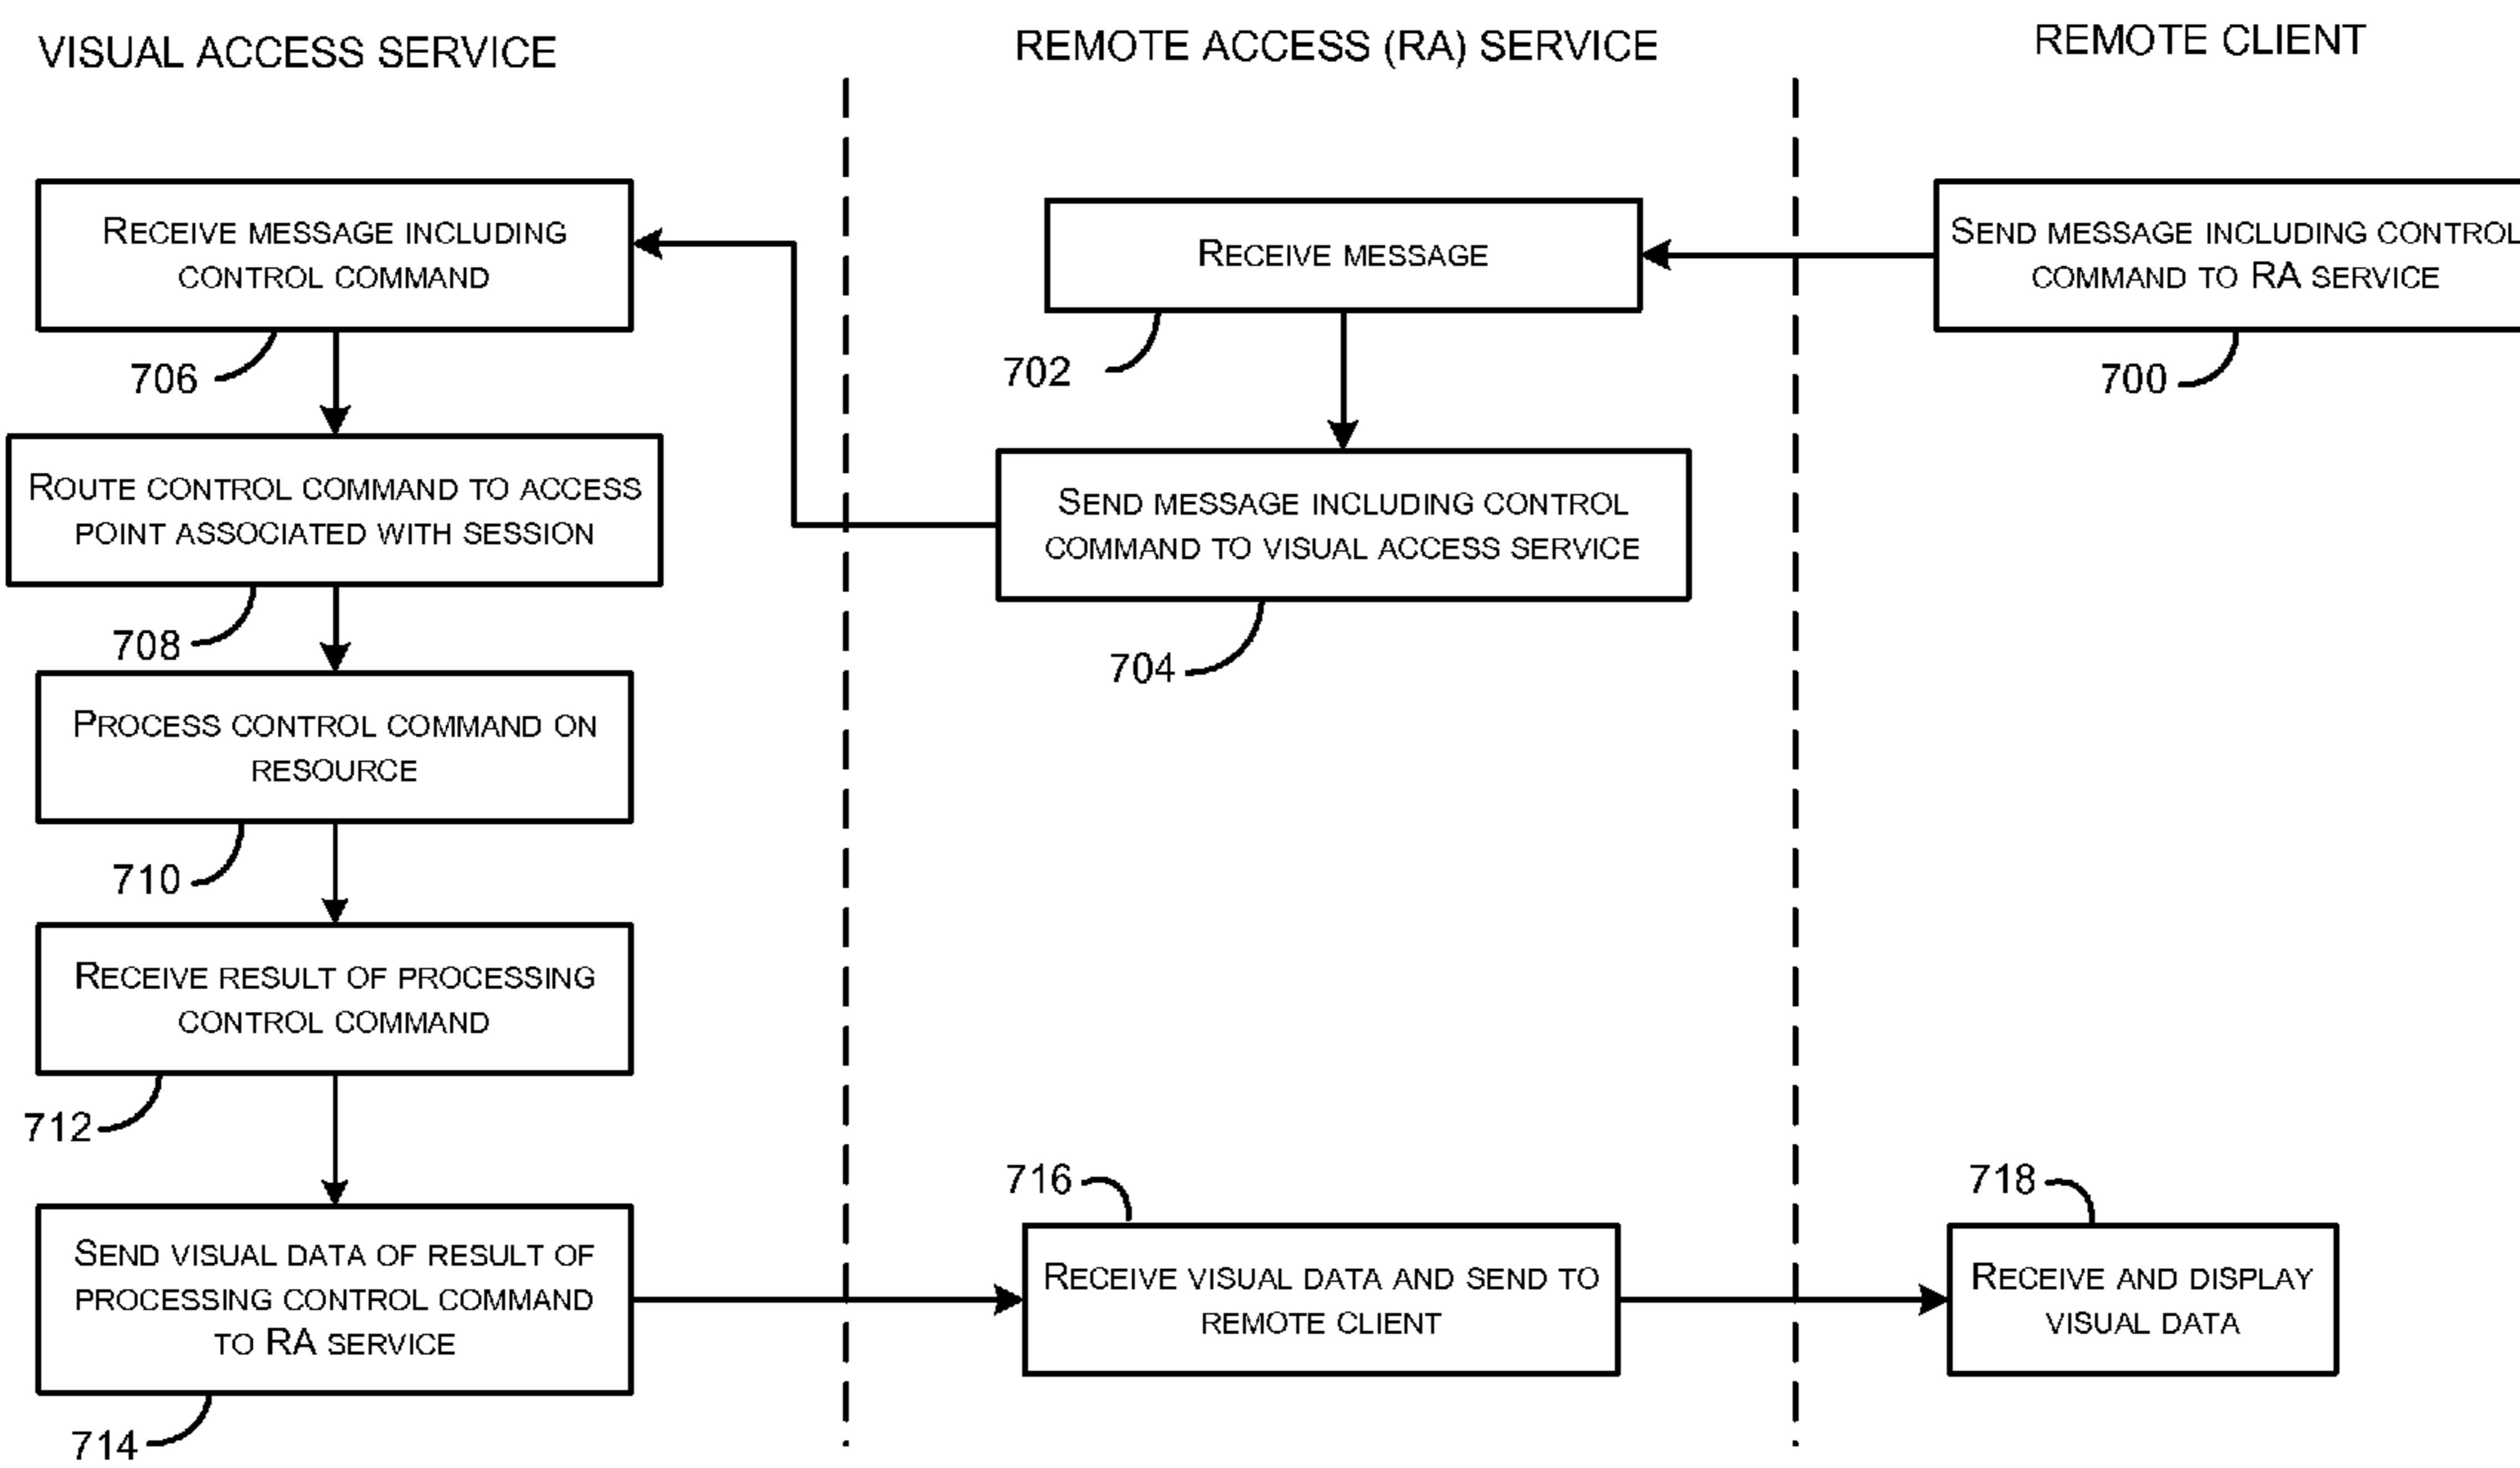 VISUAL ACCESS SERVICE
REMOTE ACCESS (RA) SERVICE
REMOTE CLIENT
RECEIVE MESSAGE INCLUDING
CONTROL COMMAND
706
RECEIVE MESSAGE
702
SEND MESSAGE INCLUDING CONTROL
COMMAND TO RA SERVICE
700
ROUTE CONTROL COMMAND TO ACCESS
POINT ASSOCIATED WITH SESSION
708
SEND MESSAGE INCLUDING CONTROL
COMMAND TO VISUAL ACCESS SERVICE
704
PROCESS CONTROL COMMAND ON
RESOURCE
710
RECEIVE RESULT OF PROCESSING
CONTROL COMMAND
712
SEND VISUAL DATA OF RESULT OF
PROCESSING CONTROL COMMAND
TO RA SERVICE
714
716
RECEIVE VISUAL DATA AND SEND TO
REMOTE CLIENT
718
RECEIVE AND DISPLAY
VISUAL DATA